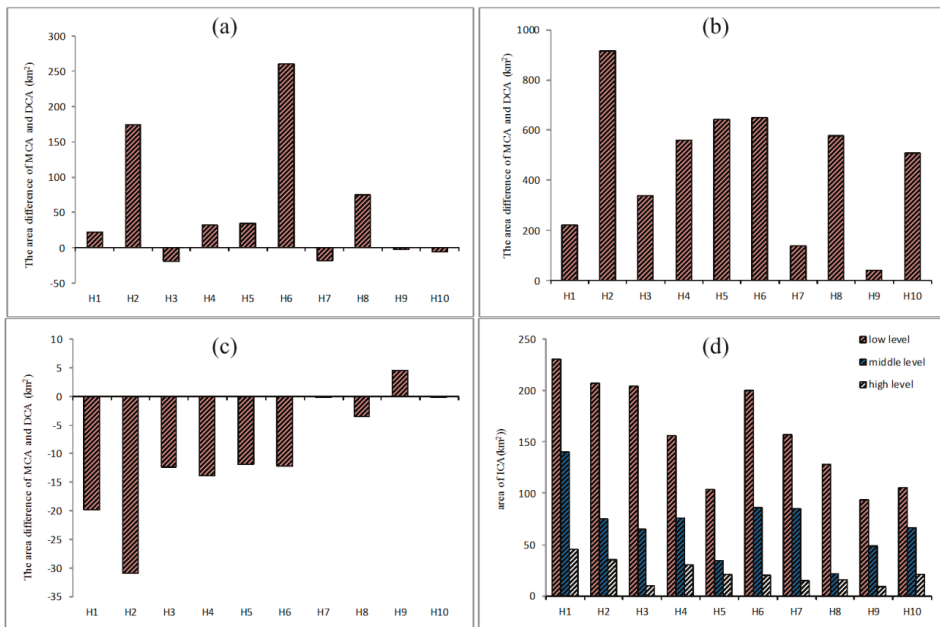 (a)
The area difference of MCA and DCA (km²)
300
250
200
150
100
50
0
-50
H1 H2 H3 H4 H5 H6 H7 H8 H9 H10
(b)
The area difference of MCA and DCA (km²)
1000
800
600
400
200
0
H1 H2 H3 H4 H5 H6 H7 H8 H9 H10
(c)
The area difference of MCA and DCA (km²)
10
5
0
-5
-10
-15
-20
-25
-30
-35
H1 H2 H3 H4 H5 H6 H7 H8 H9 H10
(d)
low level
middle level
high level
area of ICA(km²))
250
200
150
100
50
0
H1 H2 H3 H4 H5 H6 H7 H8 H9 H10